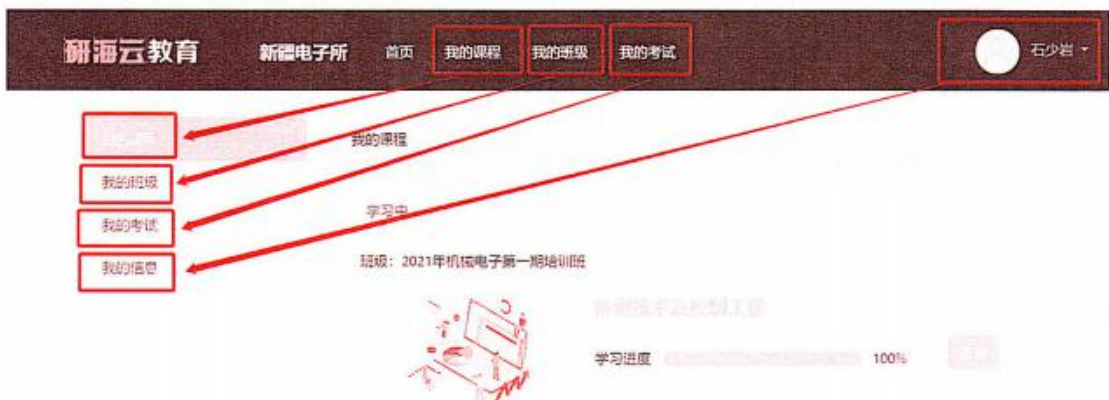 研海云教育 新疆电子所 首页 我的课程 我的班级 我的考试 石少岩
我的课程
我的班级
学习中
我的考试
班级：2021年机械电子第一期培训班
我的信息
学习进度 100%